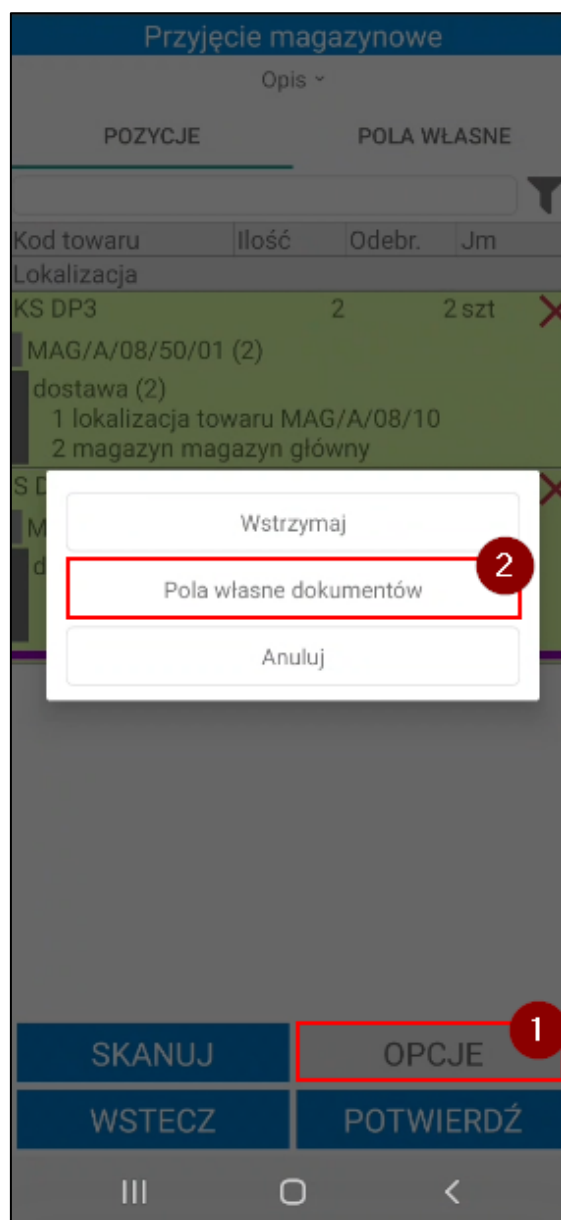 Przyjęcie magazynowe
Opis
POZYCJE POLA WŁASNE
Kod towaru Ilość Odebr. Jm
Lokalizacja
KS DP3 2 2 szt
MAG/A/08/50/01 (2)
dostawa (2)
1 lokalizacja towaru MAG/A/08/10
2 magazyn magazyn główny
S D
M
d
Wstrzymaj
Pola własne dokumentów
2
Anuluj
1
SKANUJ OPCJE
WSTECZ POTWIERDŹ